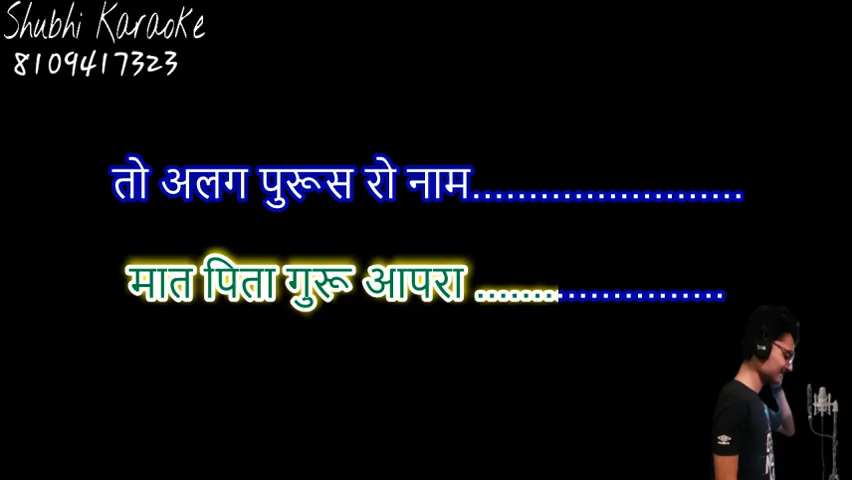 Shubhi Karaoke
8109417323
तो अलग पुरूस रो नाम.......................
मात पिता गुरू आपरा ......................